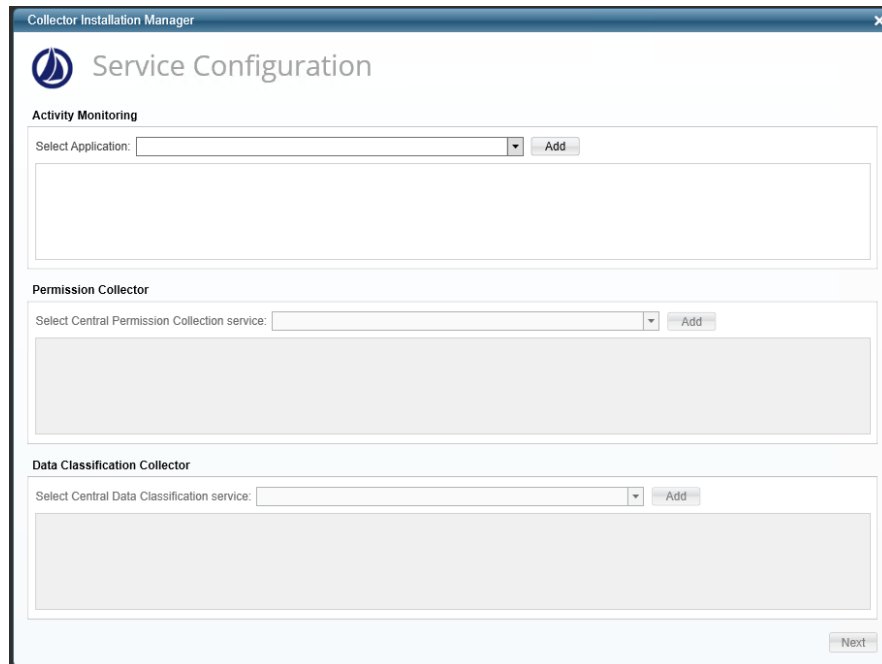 Collector Installation Manager
Service Configuration
Activity Monitoring
Select Application:
Add
Permission Collector
Select Central Permission Collection service:
Add
Data Classification Collector
Select Central Data Classification service:
Add
Next